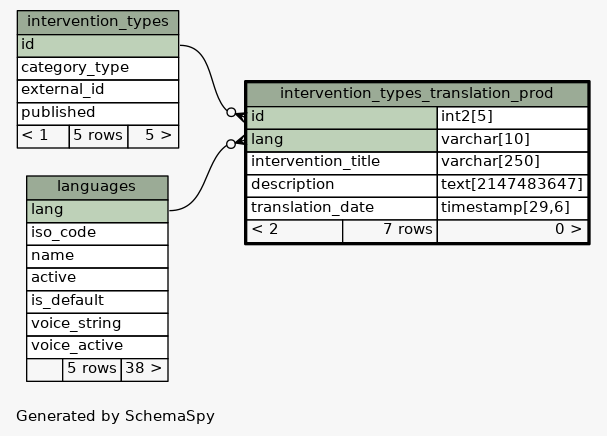 intervention_types
id
category_type
external_id
published
< 1 5 rows 5 >
intervention_types_translation_prod
id int2[5]
lang varchar[10]
intervention_title varchar[250]
description text[2147483647]
translation_date timestamp[29,6]
< 2 7 rows 0 >
languages
lang
iso_code
name
active
is_default
voice_string
voice_active
5 rows 38 >
Generated by SchemaSpy